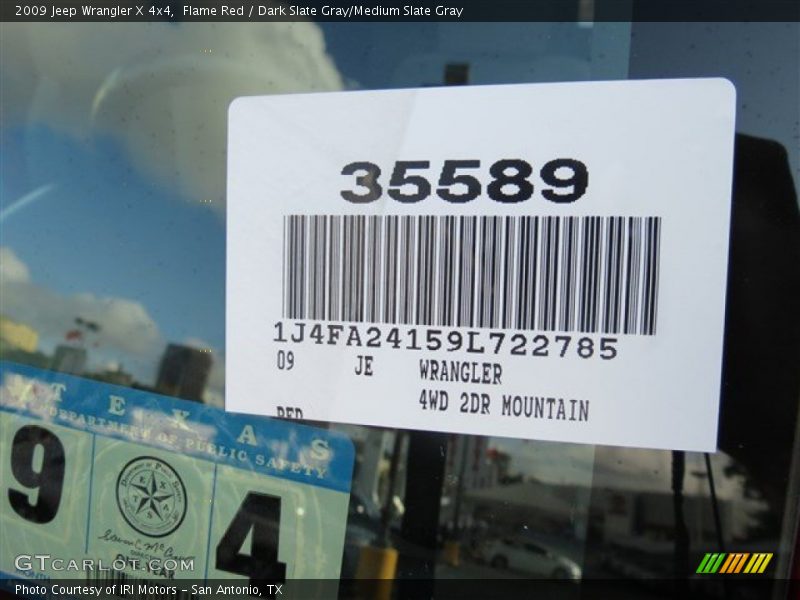 2009 Jeep Wrangler X 4x4,  Flame Red / Dark Slate Gray/Medium Slate Gray
35589
1J4FA24159L722785
09 JE WRANGLER
4WD 2DR MOUNTAIN
RED
TEXAS
DEPARTMENT OF PUBLIC SAFETY
9 4
GTCARLOT.COM
Photo Courtesy of IRI Motors - San Antonio, TX